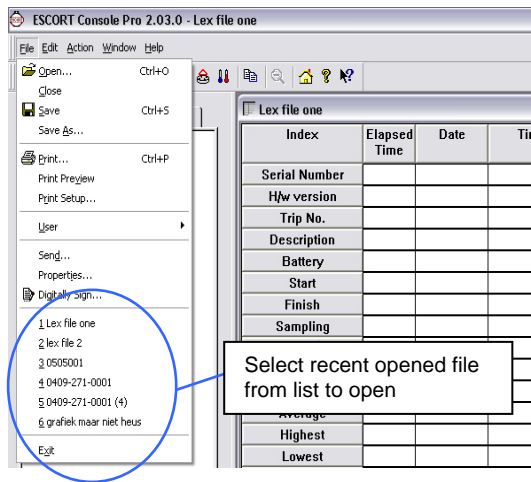 ESCORT Console Pro 2.03.0 - Lex file one
File Edit Action Window Help
Open... Ctrl+O
Close
Save Ctrl+S
Save As...
Print... Ctrl+P
Print Preview
Print Setup...
User
Send...
Properties...
Digitally Sign...
1 Lex file one
2 lex file 2
3 0505001
4 0409-271-0001
5 0409-271-0001 (4)
6 grafiek maar niet heus
Exit
Lex file one
Index Elapsed Time Date
Serial Number
H/w version
Trip No.
Description
Battery
Start
Finish
Sampling
Select recent opened file
from list to open
Average
Highest
Lowest